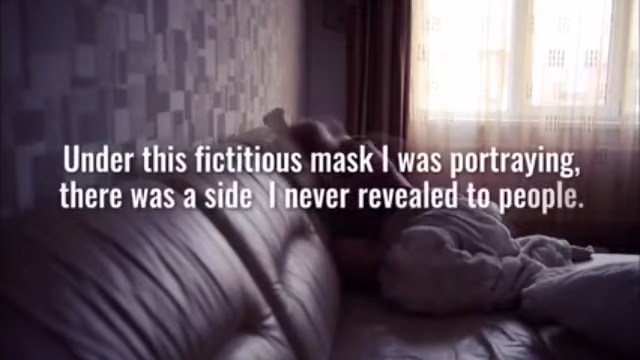 Under this fictitious mask I was portraying,
there was a side I never revealed to people.